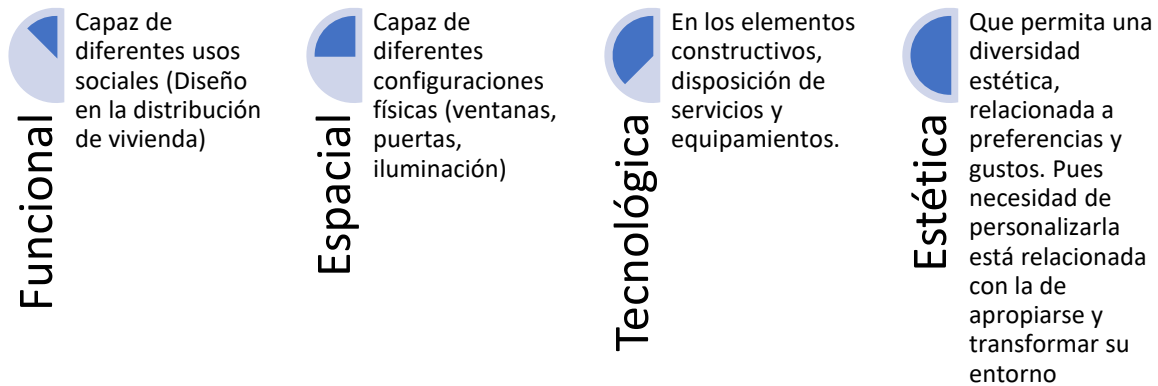 Funcional
Capaz de
diferentes usos
sociales (Diseño
en la distribución
de vivienda)
Espacial
Capaz de
diferentes
configuraciones
físicas (ventanas,
puertas,
iluminación)
Tecnológica
En los elementos
constructivos,
disposición de
servicios y
equipamientos.
Estética
Que permita una
diversidad
estética,
relacionada a
preferencias y
gustos. Pues
necesidad de
personalizarla
está relacionada
con la de
apropiarse y
transformar su
entorno